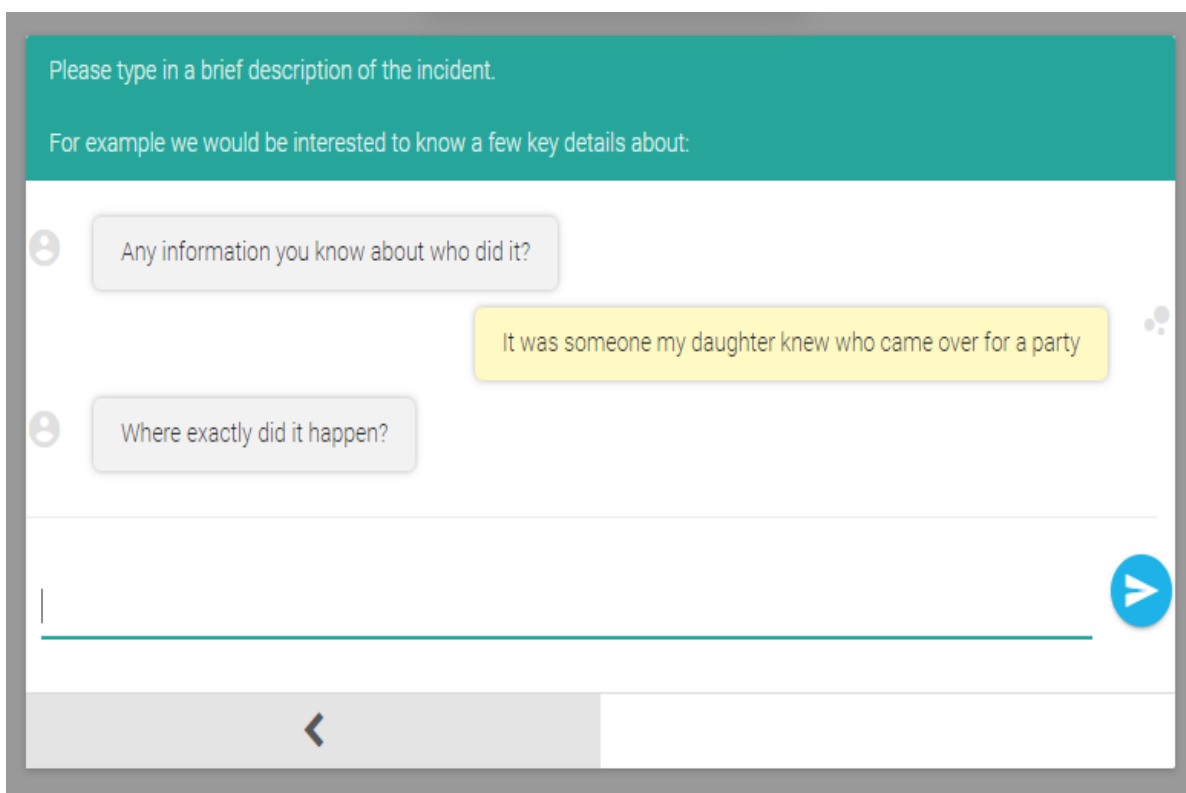 Please type in a brief description of the incident.
For example we would be interested to know a few key details about:
Any information you know about who did it?
It was someone my daughter knew who came over for a party
Where exactly did it happen?